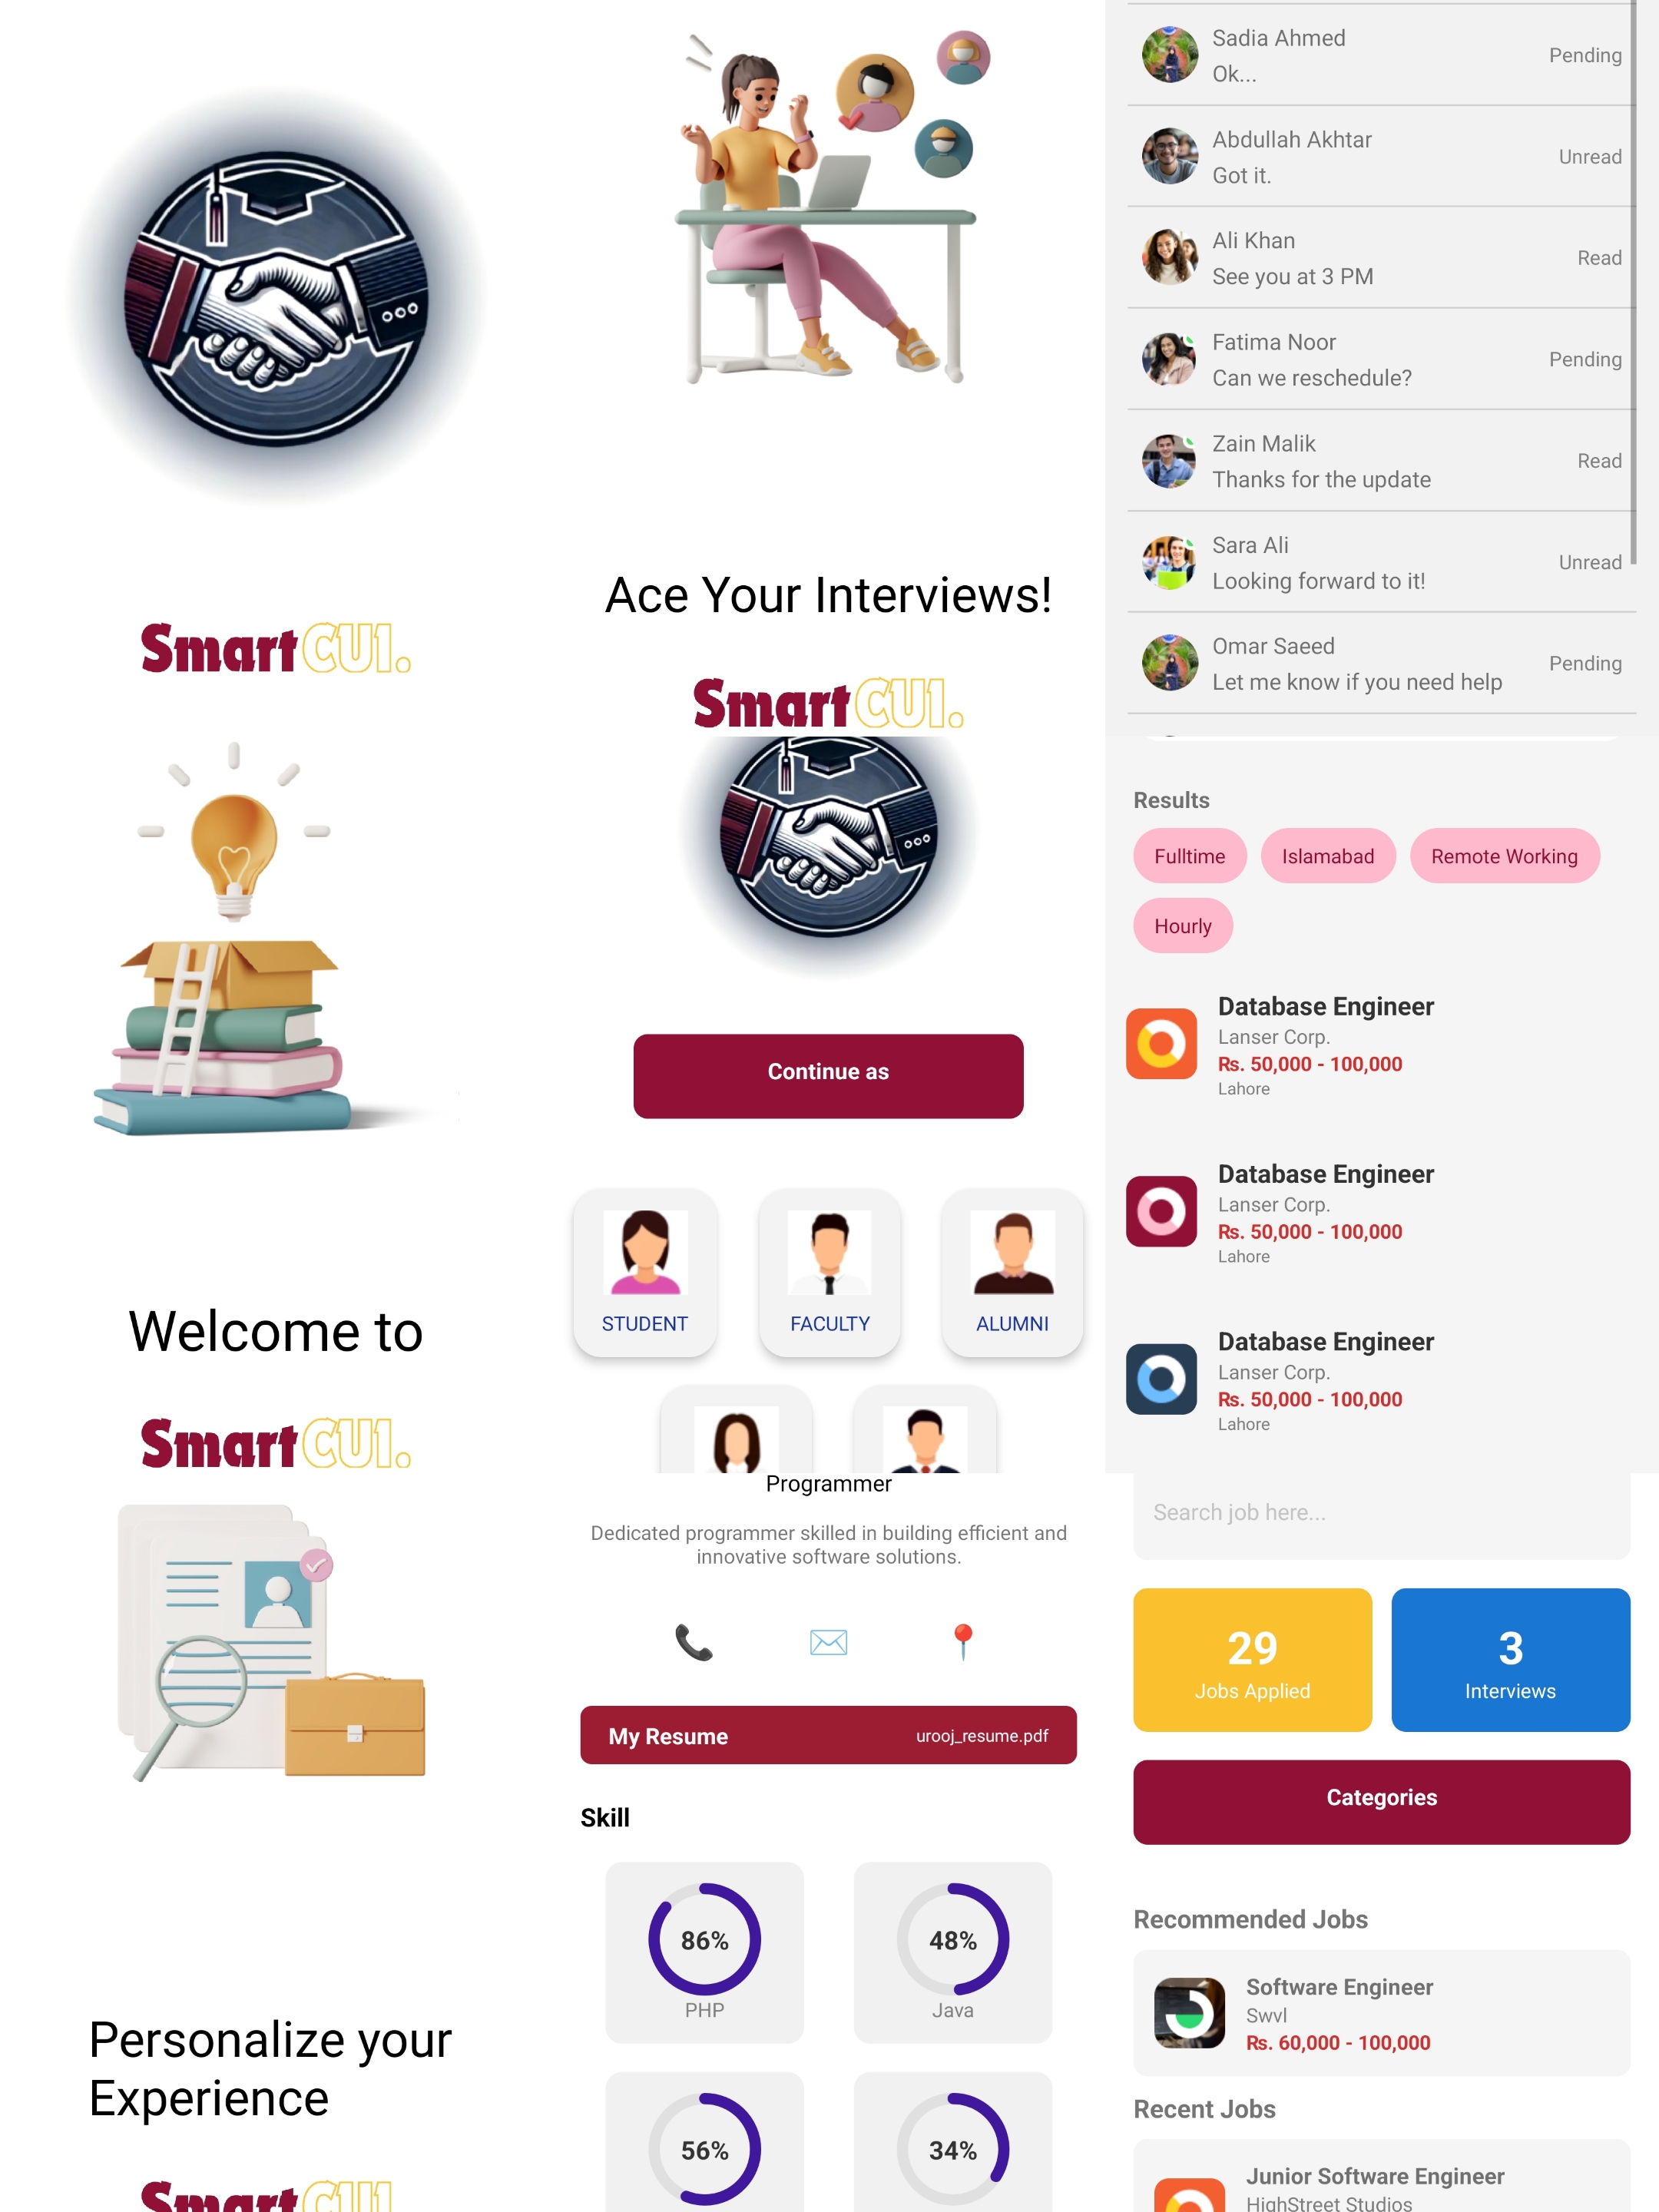 SmartCUI.
Welcome to
SmartCUI.
Personalize your
Experience
SmartCUI
Ace Your Interviews!
SmartCUI.
Continue as
STUDENT
FACULTY
ALUMNI
Programmer
Dedicated programmer skilled in building efficient and
innovative software solutions.
My Resume
urooj_resume.pdf
Skill
86%
PHP
48%
Java
56%
34%
Sadia Ahmed
Ok...
Pending
Abdullah Akhtar
Got it.
Unread
Ali Khan
See you at 3 PM
Read
Fatima Noor
Can we reschedule?
Pending
Zain Malik
Thanks for the update
Read
Sara Ali
Looking forward to it!
Unread
Omar Saeed
Let me know if you need help
Pending
Results
Fulltime
Islamabad
Remote Working
Hourly
Database Engineer
Lanser Corp.
Rs. 50,000 - 100,000
Lahore
Database Engineer
Lanser Corp.
Rs. 50,000 - 100,000
Lahore
Database Engineer
Lanser Corp.
Rs. 50,000 - 100,000
Lahore
Search job here...
29
Jobs Applied
3
Interviews
Categories
Recommended Jobs
Software Engineer
Swvl
Rs. 60,000 - 100,000
Recent Jobs
Junior Software Engineer
HighStreet Studios